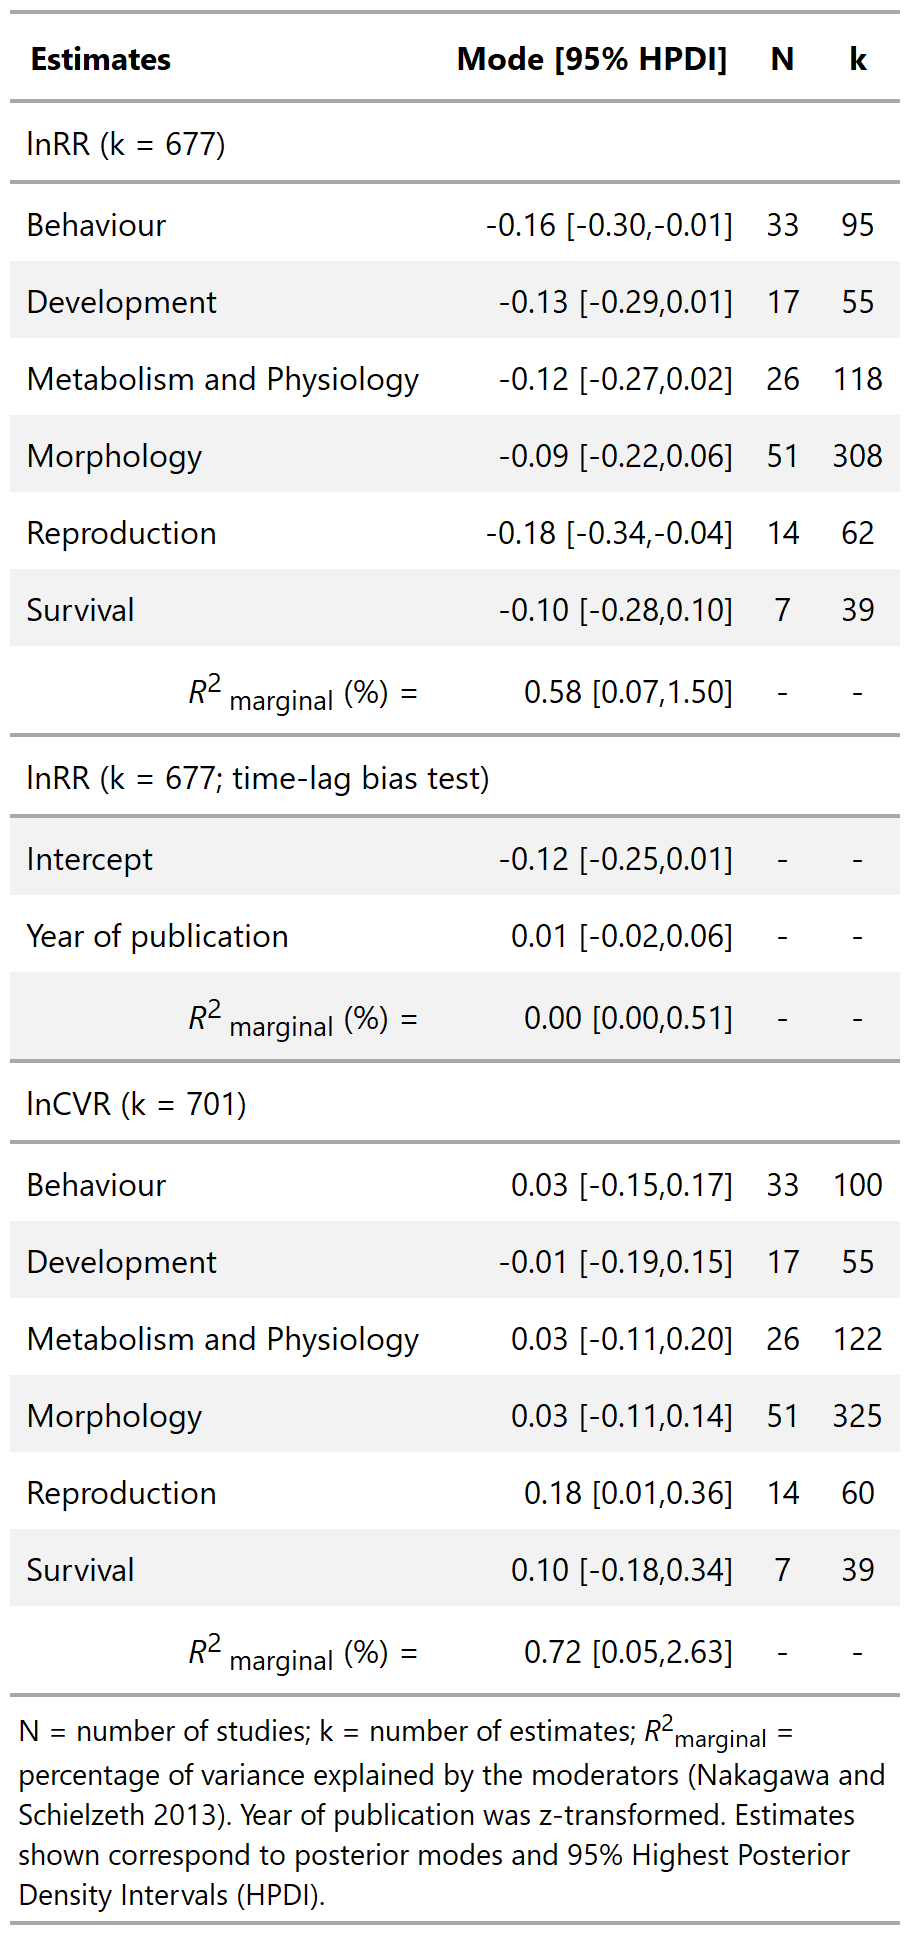 Estimates Mode [95% HPDI] N k
lnRR (k = 677)
Behaviour -0.16 [-0.30,-0.01] 33 95
Development -0.13 [-0.29,0.01] 17 55
Metabolism and Physiology -0.12 [-0.27,0.02] 26 118
Morphology -0.09 [-0.22,0.06] 51 308
Reproduction -0.18 [-0.34,-0.04] 14 62
Survival -0.10 [-0.28,0.10] 7 39
R² marginal (%) = 0.58 [0.07,1.50] - -
lnRR (k = 677; time-lag bias test)
Intercept -0.12 [-0.25,0.01] - -
Year of publication 0.01 [-0.02,0.06] - -
R² marginal (%) = 0.00 [0.00,0.51] - -
lnCVR (k = 701)
Behaviour 0.03 [-0.15,0.17] 33 100
Development -0.01 [-0.19,0.15] 17 55
Metabolism and Physiology 0.03 [-0.11,0.20] 26 122
Morphology 0.03 [-0.11,0.14] 51 325
Reproduction 0.18 [0.01,0.36] 14 60
Survival 0.10 [-0.18,0.34] 7 39
R² marginal (%) = 0.72 [0.05,2.63] - -
N = number of studies; k = number of estimates; R²marginal =
percentage of variance explained by the moderators (Nakagawa and
Schielzeth 2013). Year of publication was z-transformed. Estimates
shown correspond to posterior modes and 95% Highest Posterior
Density Intervals (HPDI).